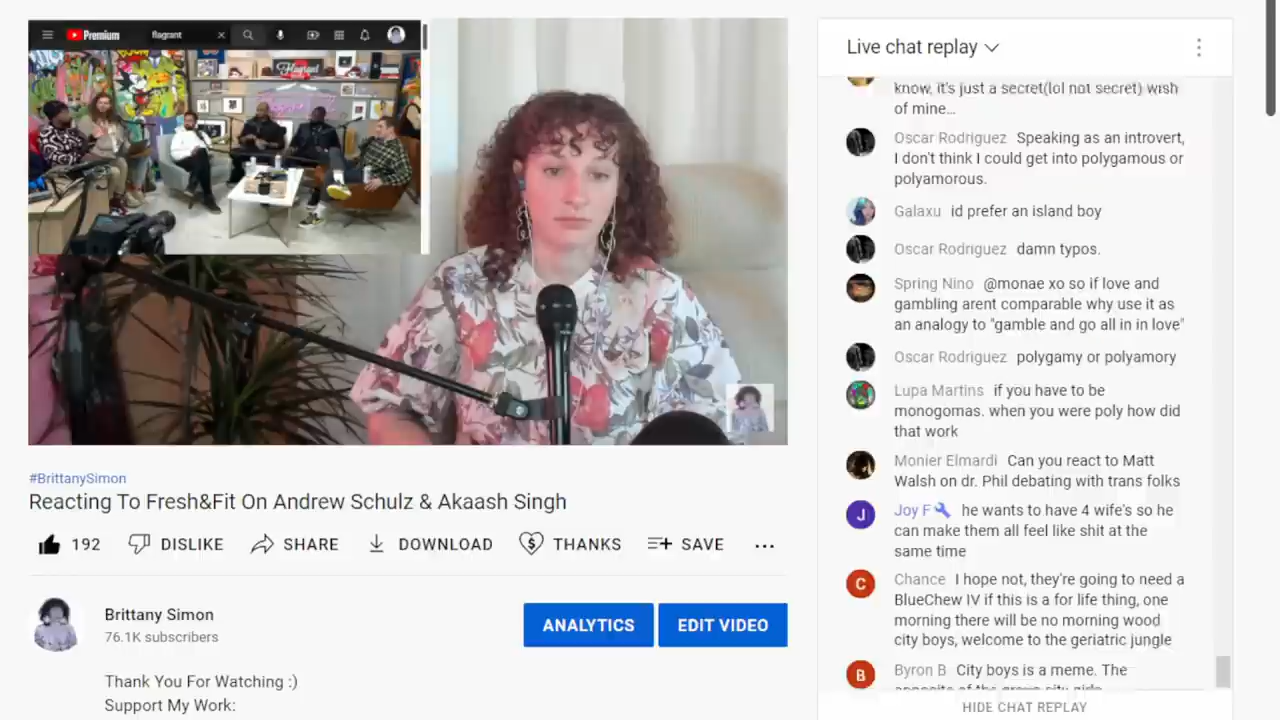 Premium
flagrant
Flagrant
#BrittanySimon
Reacting To Fresh&Fit On Andrew Schulz & Akaash Singh
192
DISLIKE
SHARE
DOWNLOAD
THANKS
SAVE
Brittany Simon
76.1K subscribers
ANALYTICS
EDIT VIDEO
Thank You For Watching :)
Support My Work:
Live chat replay
know, it's just a secret(lol not secret) wish
of mine…
Oscar Rodriguez Speaking as an introvert,
I don't think I could get into polygamous or
polyamorous.
Galaxu id prefer an island boy
Oscar Rodriguez damn typos.
Spring Nino @monae xo so if love and
gambling arent comparable why use it as
an analogy to "gamble and go all in in love"
Oscar Rodriguez polygamy or polyamory
Lupa Martins if you have to be
monogomas. when you were poly how did
that work
Monier Elmardi Can you react to Matt
Walsh on dr. Phil debating with trans folks
J
Joy F he wants to have 4 wife's so he
can make them all feel like shit at the
same time
C
Chance I hope not, they're going to need a
BlueChew IV if this is a for life thing, one
morning there will be no morning wood
city boys, welcome to the geriatric jungle
B
Byron B City boys is a meme. The
HIDE CHAT REPLAY